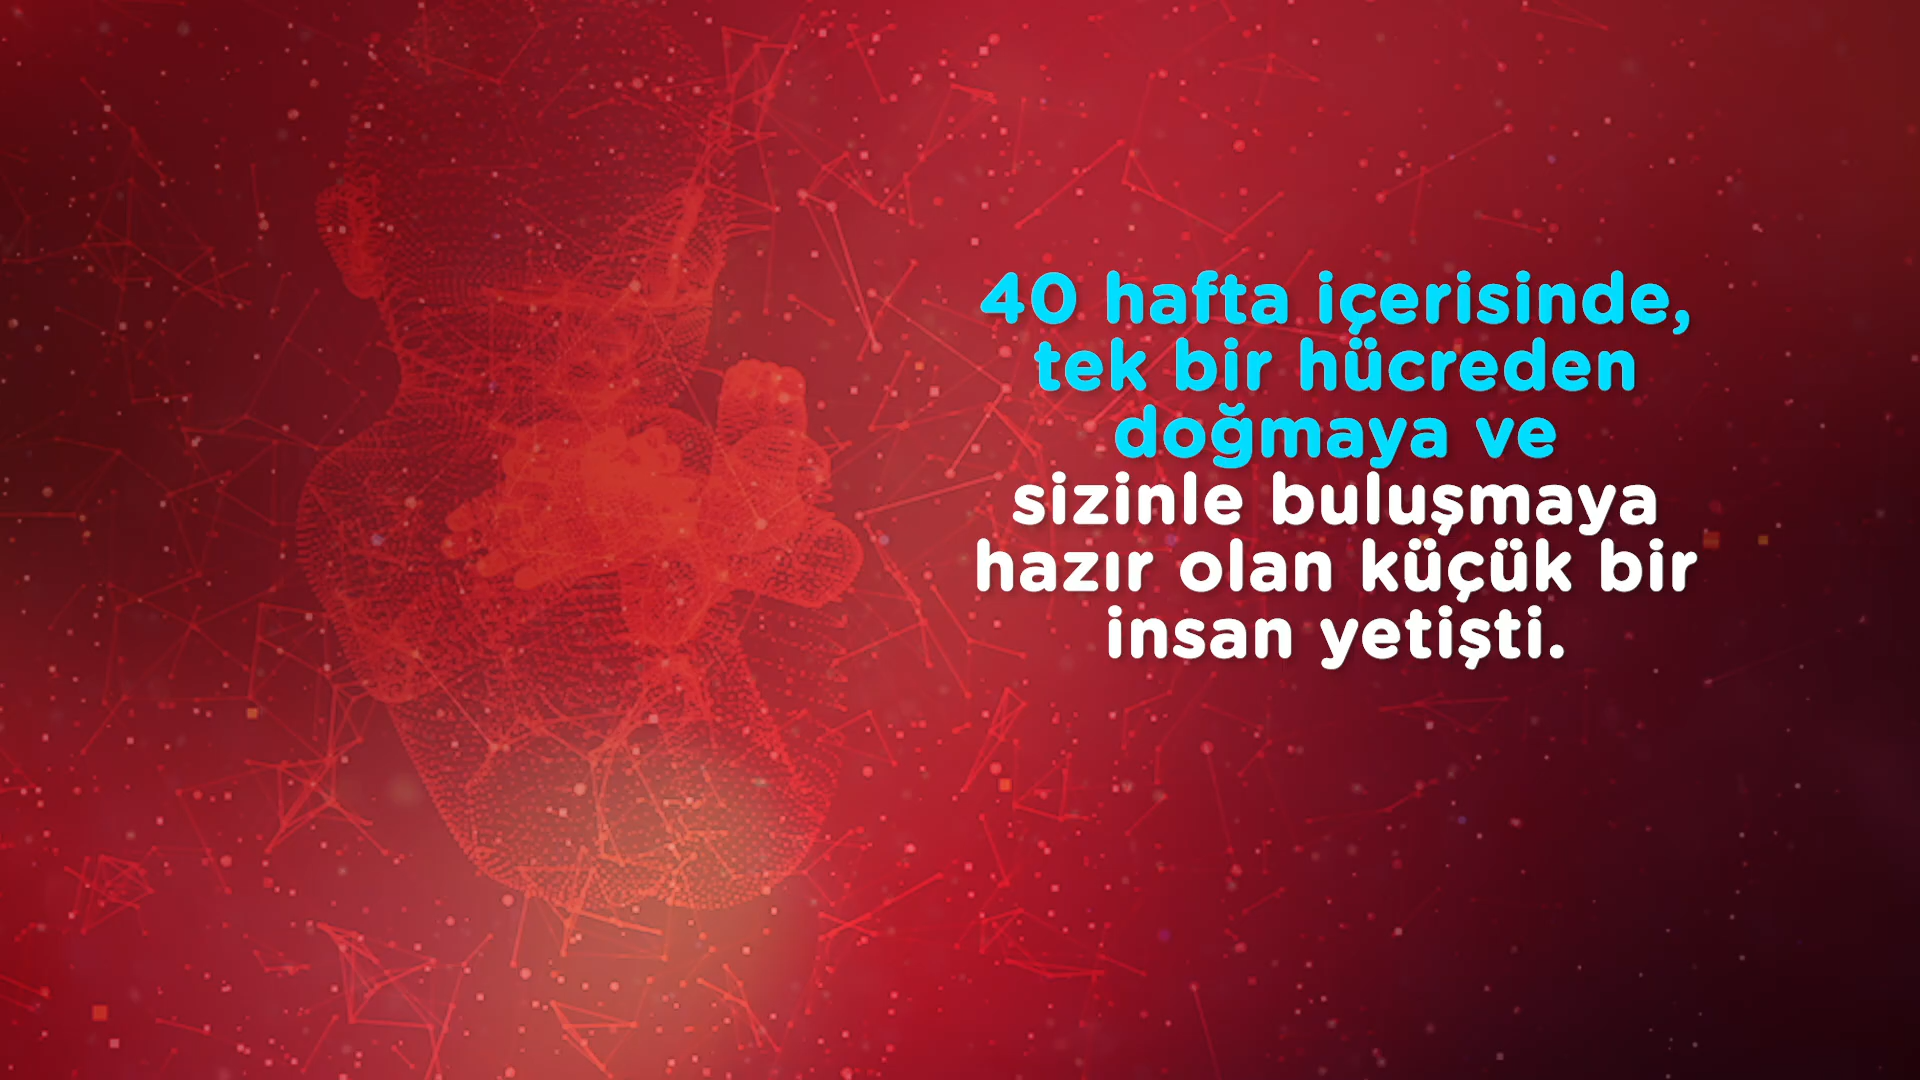 40 hafta içerisinde,
tek bir hücreden
doğmaya ve
sizinle buluşmaya
hazır olan küçük bir
insan yetişti.